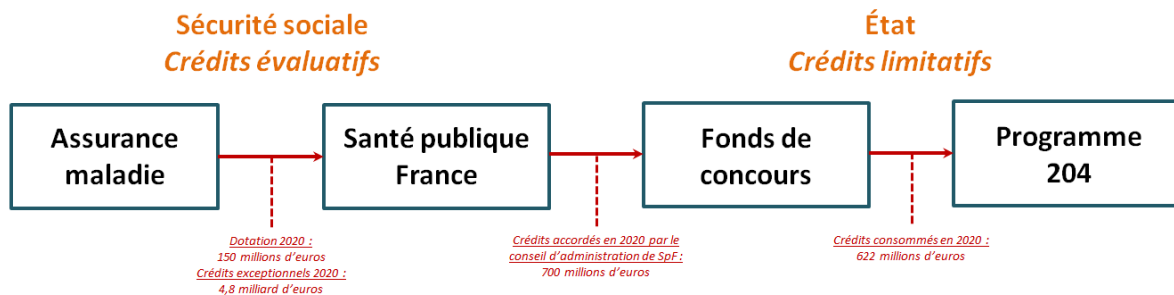 Sécurité sociale
Crédits évaluatifs
État
Crédits limitatifs
Assurance
maladie
Santé publique
France
Fonds de
concours
Programme
204
Dotation 2020 :
150 millions d'euros
Crédits exceptionnels 2020 :
4,8 milliard d'euros
Crédits accordés en 2020 par le
conseil d'administration de SpF :
700 millions d'euros
Crédits consommés en 2020 :
622 millions d'euros